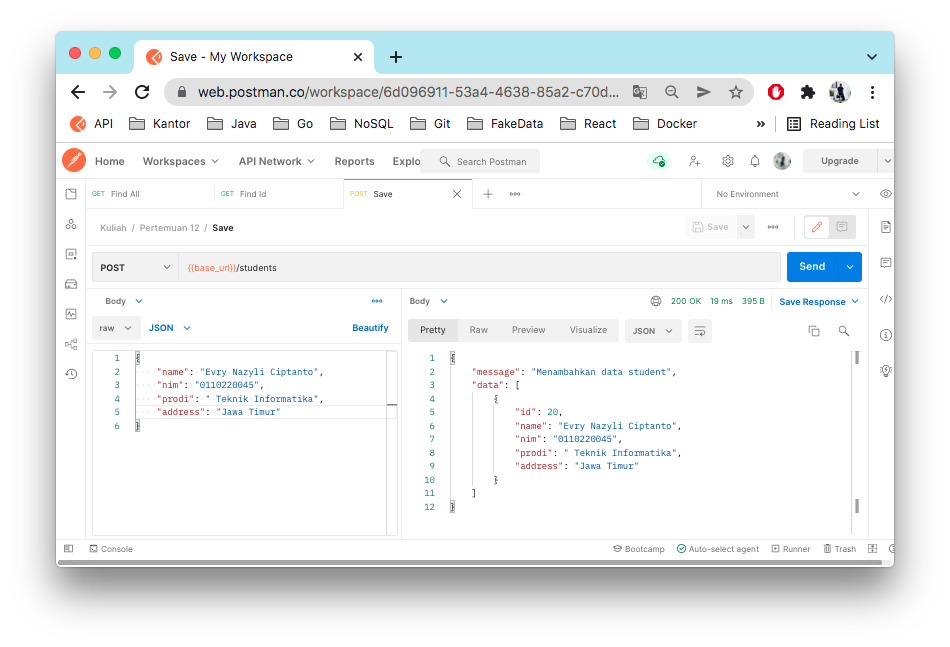 Save - My Workspace
web.postman.co/workspace/6d096911-53a4-4638-85a2-c70d...
API Kantor Java Go NoSQL Git FakeData React Docker » Reading List
Home Workspaces API Network Reports Explo Search Postman Upgrade
GET Find All GET Find Id POST Save No Environment
Kuliah / Pertemuan 12 / Save Save
POST {{base_url}}/students Send
Body
raw JSON Beautify
1 {
2 "name": "Evry Nazyli Ciptanto",
3 "nim": "0110220045",
4 "prodi": " Teknik Informatika",
5 "address": "Jawa Timur"
6 }
Body 200 OK 19 ms 395 B Save Response
Pretty Raw Preview Visualize JSON
1 {
2 "message": "Menambahkan data student",
3 "data": [
4 {
5 "id": 20,
6 "name": "Evry Nazyli Ciptanto",
7 "nim": "0110220045",
8 "prodi": " Teknik Informatika",
9 "address": "Jawa Timur"
10 }
11 ]
12 }
Console Bootcamp Auto-select agent Runner Trash